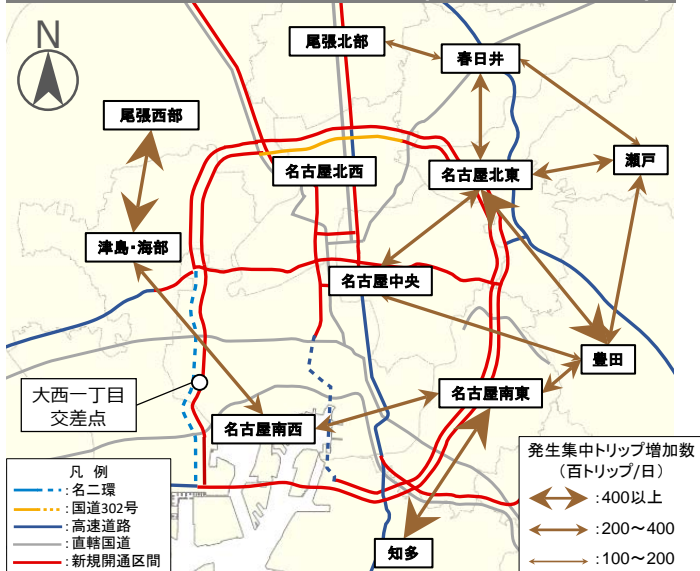 N
尾張北部
春日井
尾張西部
瀬戸
名古屋北西
名古屋北東
津島・海部
名古屋中央
豊田
大西一丁目
交差点
名古屋南東
名古屋南西
知多
凡 例
:名二環
:国道302号
:高速道路
:直轄国道
:新規開通区間
発生集中トリップ増加数
(百トリップ/日)
:400以上
:200～400
:100～200